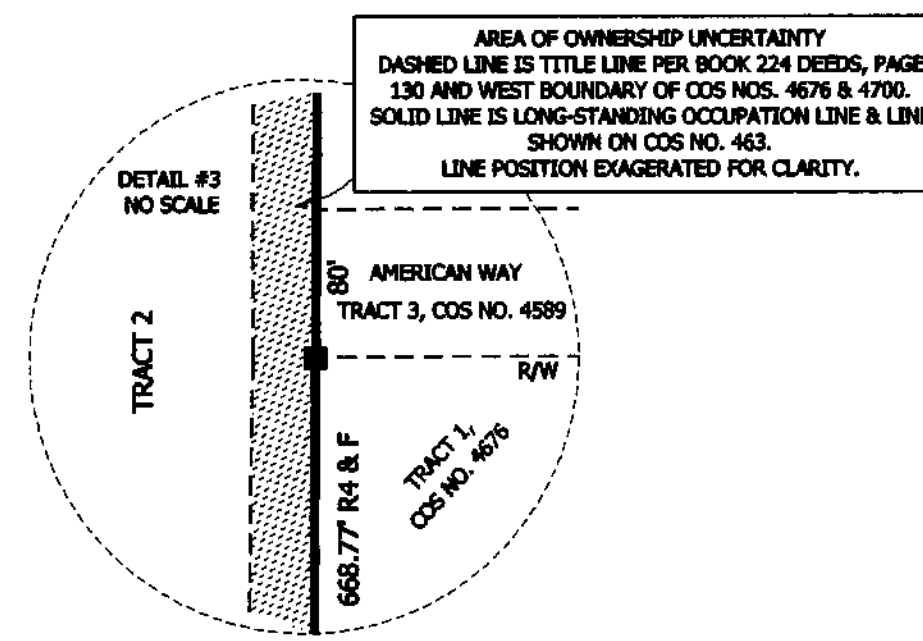 AREA OF OWNERSHIP UNCERTAINTY
DASHED LINE IS TITLE LINE PER BOOK 224 DEEDS, PAGE
130 AND WEST BOUNDARY OF COS NOS. 4676 & 4700.
SOLID LINE IS LONG-STANDING OCCUPATION LINE & LINE
SHOWN ON COS NO. 463.
LINE POSITION EXAGERATED FOR CLARITY.
DETAIL #3
NO SCALE
TRACT 2
80'
AMERICAN WAY
TRACT 3, COS NO. 4589
R/W
668.77' R4 & F
TRACT 1,
COS NO. 4676